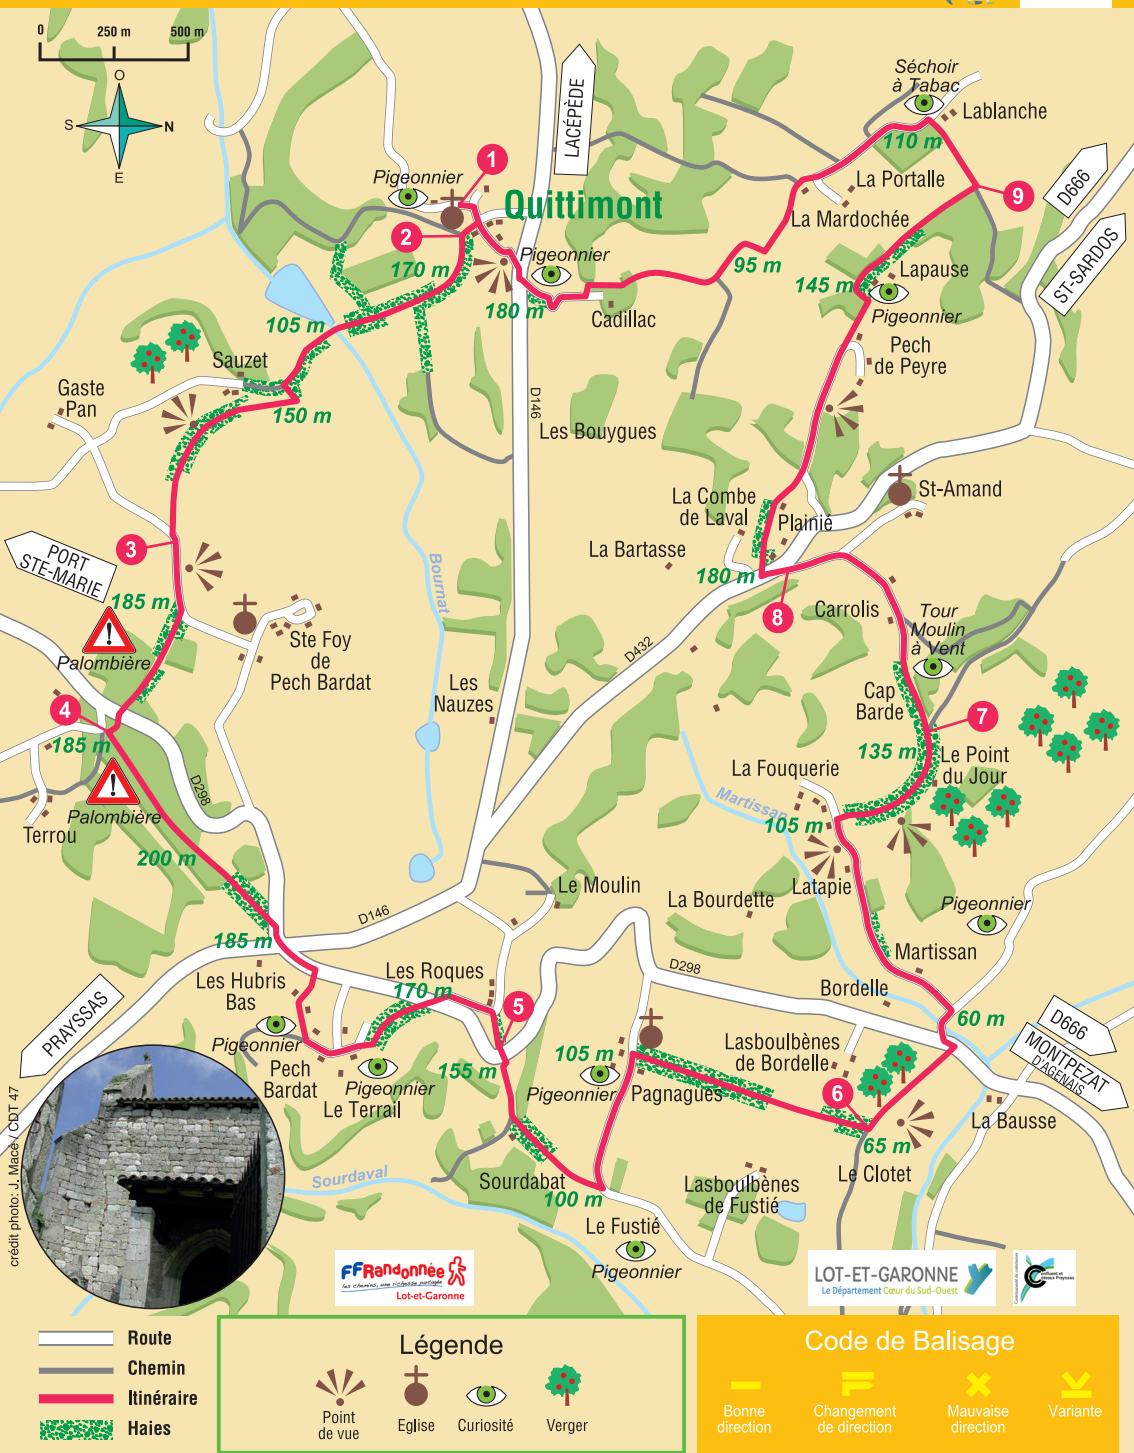 0
250 m
500 m
O
S
N
E
LACÉPÈDE
Séchoir
à Tabac
Lablanche
110 m
La Portalle
9
D666
ST-SARDOS
La Mardochée
1
Pigeonnier
Quittimont
2
170 m
Pigeonnier
180 m
Cadillac
95 m
145 m
Lapause
Pigeonnier
Pech
de Peyre
105 m
Sauzet
Gaste
Pan
150 m
D146
Les Bouygues
St-Amand
La Combe
de Laval
Plainié
La Bartasse
180 m
8
Carrolis
Tour
Moulin
à Vent
3
PORT
STE-MARIE
185 m
Palombière
Bournat
Ste Foy
de
Pech Bardat
D432
Les
Nauzes
Cap
Barde
7
135 m
Le Point
du Jour
4
185 m
Palombière
Terrou
D298
200 m
La Fouquerie
Martissan
105 m
Latapie
Le Moulin
La Bourdette
Pigeonnier
D146
185 m
Martissan
Les Hubris
Bas
Les Roques
170 m
5
D298
Bordelle
60 m
D666
MONTPEZAT
D'AGENAIS
PRAYSSAS
Pigeonnier
Pech
Bardat
Pigeonnier
Le Terrail
155 m
105 m
Pigeonnier
Pagnagues
Lasboulbènes
de Bordelle
6
65 m
La Bausse
Le Clotet
Sourdaval
Sourdabat
100 m
Lasboulbènes
de Fustié
Le Fustié
Pigeonnier
crédit photo: J. Macé / CDT 47
FFRandonnée
les chemins, une richesse partagée
Lot-et-Garonne
LOT-ET-GARONNE
Le Département Cœur du Sud-Ouest
Route
Chemin
Itinéraire
Haies
Légende
Point
de vue
Eglise
Curiosité
Verger
Code de Balisage
Bonne
direction
Changement
de direction
Mauvaise
direction
Variante